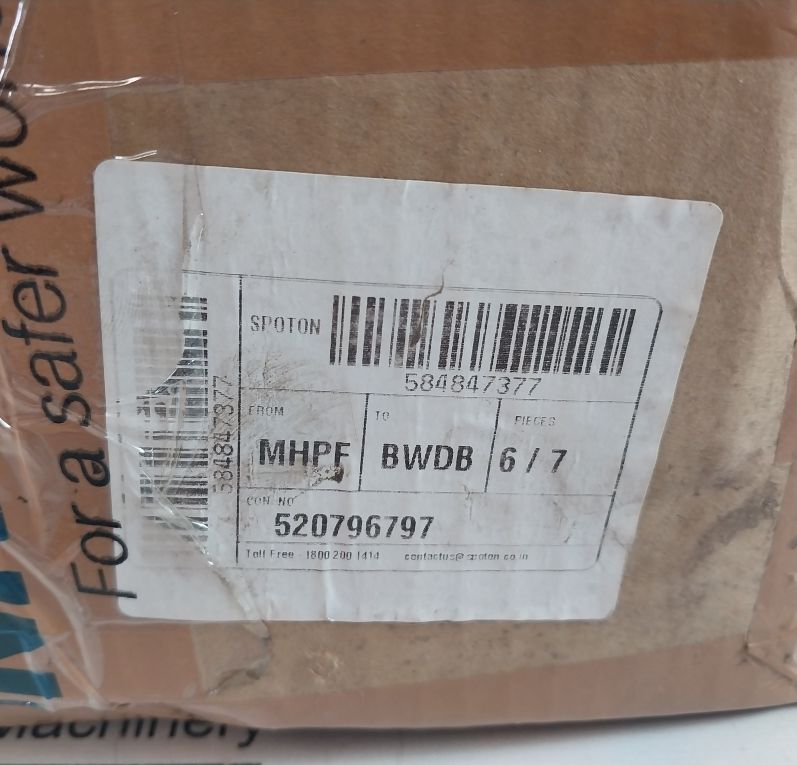 For a safer wor
SPOTON
584847377
584847377
FROM
MHPF
TO
BWDB
PIECES
6 / 7
CON NO
520796797
Toll Free - 1800 200 1414 contactus@spoton.co.in
Machinery